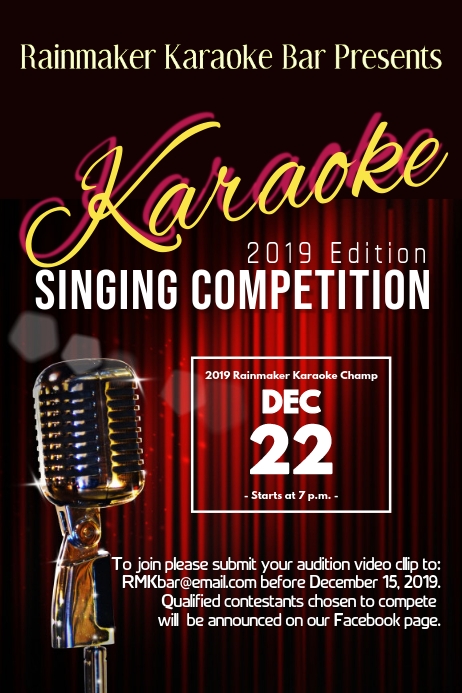 Rainmaker Karaoke Bar Presents
Karaoke
2019 Edition
SINGING COMPETITION
2019 Rainmaker Karaoke Champ
DEC
22
- Starts at 7 p.m. -
To join please submit your audition video cllip to:
RMKbar@email.com before December 15, 2019.
Qualified contestants chosen to compete
will be announced on our Facebook page.